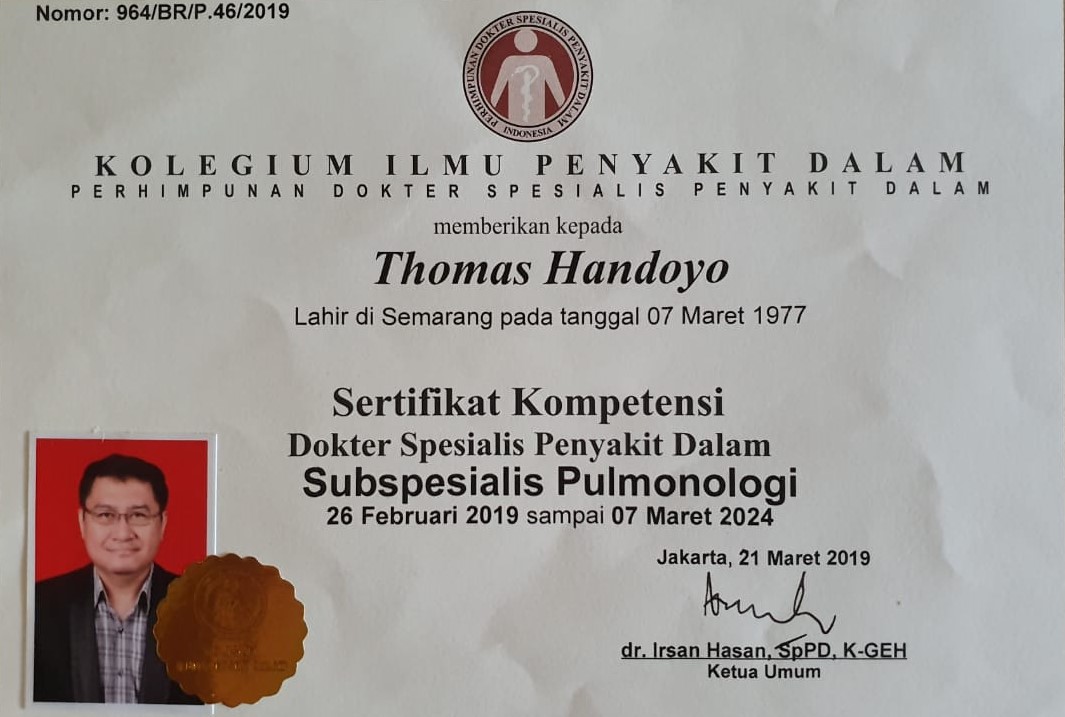 Nomor: 964/BR/P.46/2019
PERHIMPUNAN DOKTER SPESIALIS PENYAKIT DALAM
INDONESIA
KOLEGIUM ILMU PENYAKIT DALAM
PERHIMPUNAN DOKTER SPESIALIS PENYAKIT DALAM
memberikan kepada
Thomas Handoyo
Lahir di Semarang pada tanggal 07 Maret 1977
Sertifikat Kompetensi
Dokter Spesialis Penyakit Dalam
Subspesialis Pulmonologi
26 Februari 2019 sampai 07 Maret 2024
Jakarta, 21 Maret 2019
dr. Irsan Hasan, SpPD, K-GEH
Ketua Umum